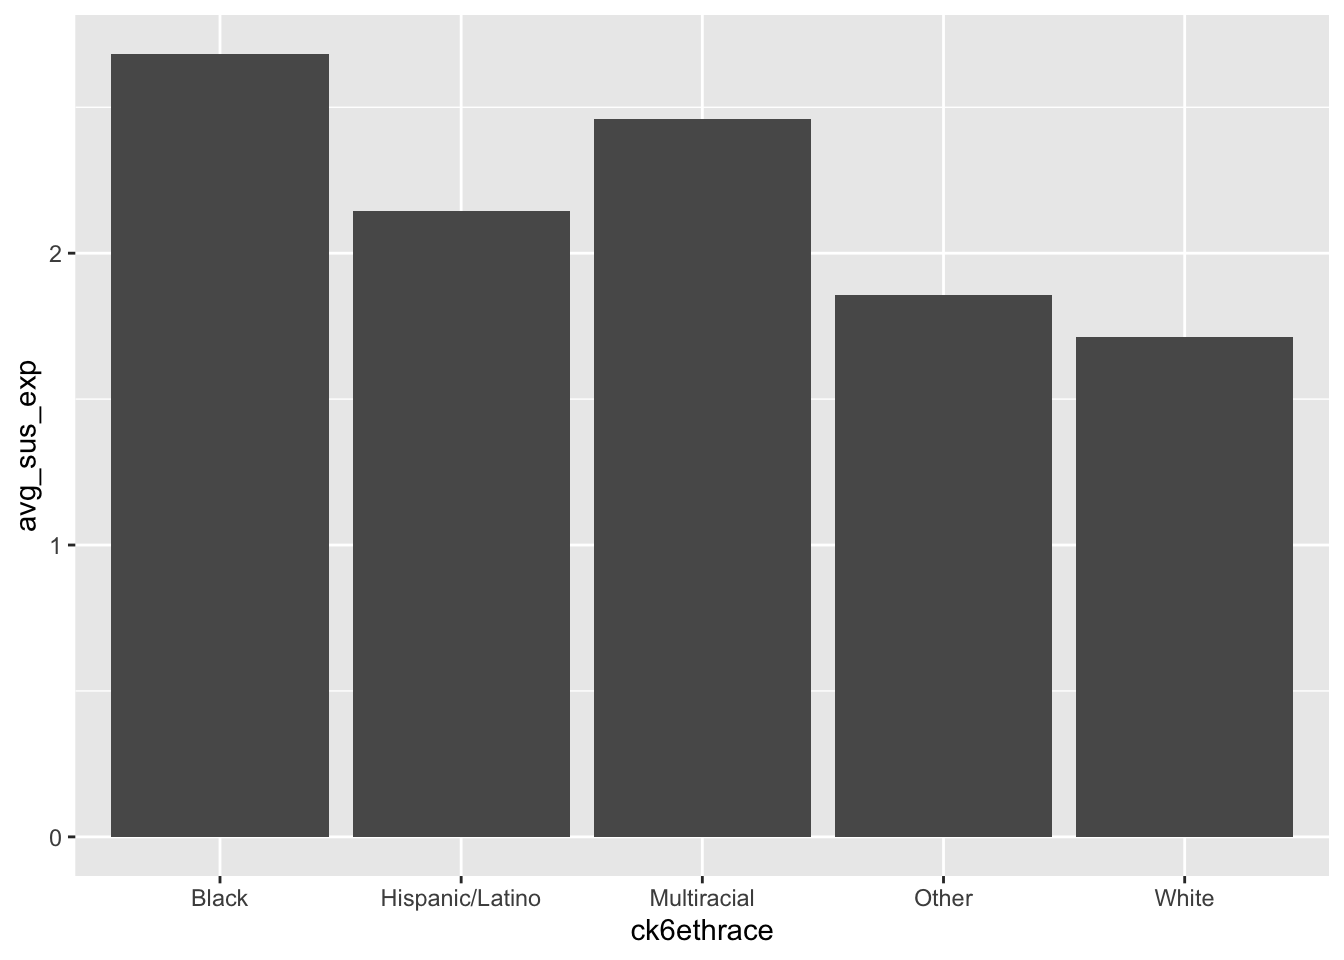 avg_sus_exp
2
1
0
Black Hispanic/Latino Multiracial Other White
ck6ethrace